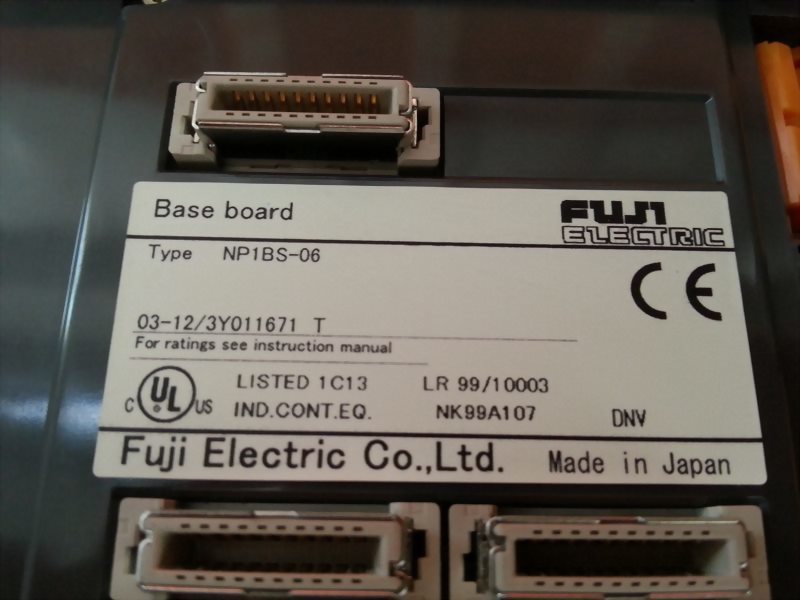 Base board
FUJI
ELECTRIC
Type NP1BS-06
CE
03-12/3Y011671 T
For ratings see instruction manual
C UL US
LISTED 1C13 LR 99/10003
IND.CONT.EQ. NK99A107 DNV
Fuji Electric Co.,Ltd. Made in Japan